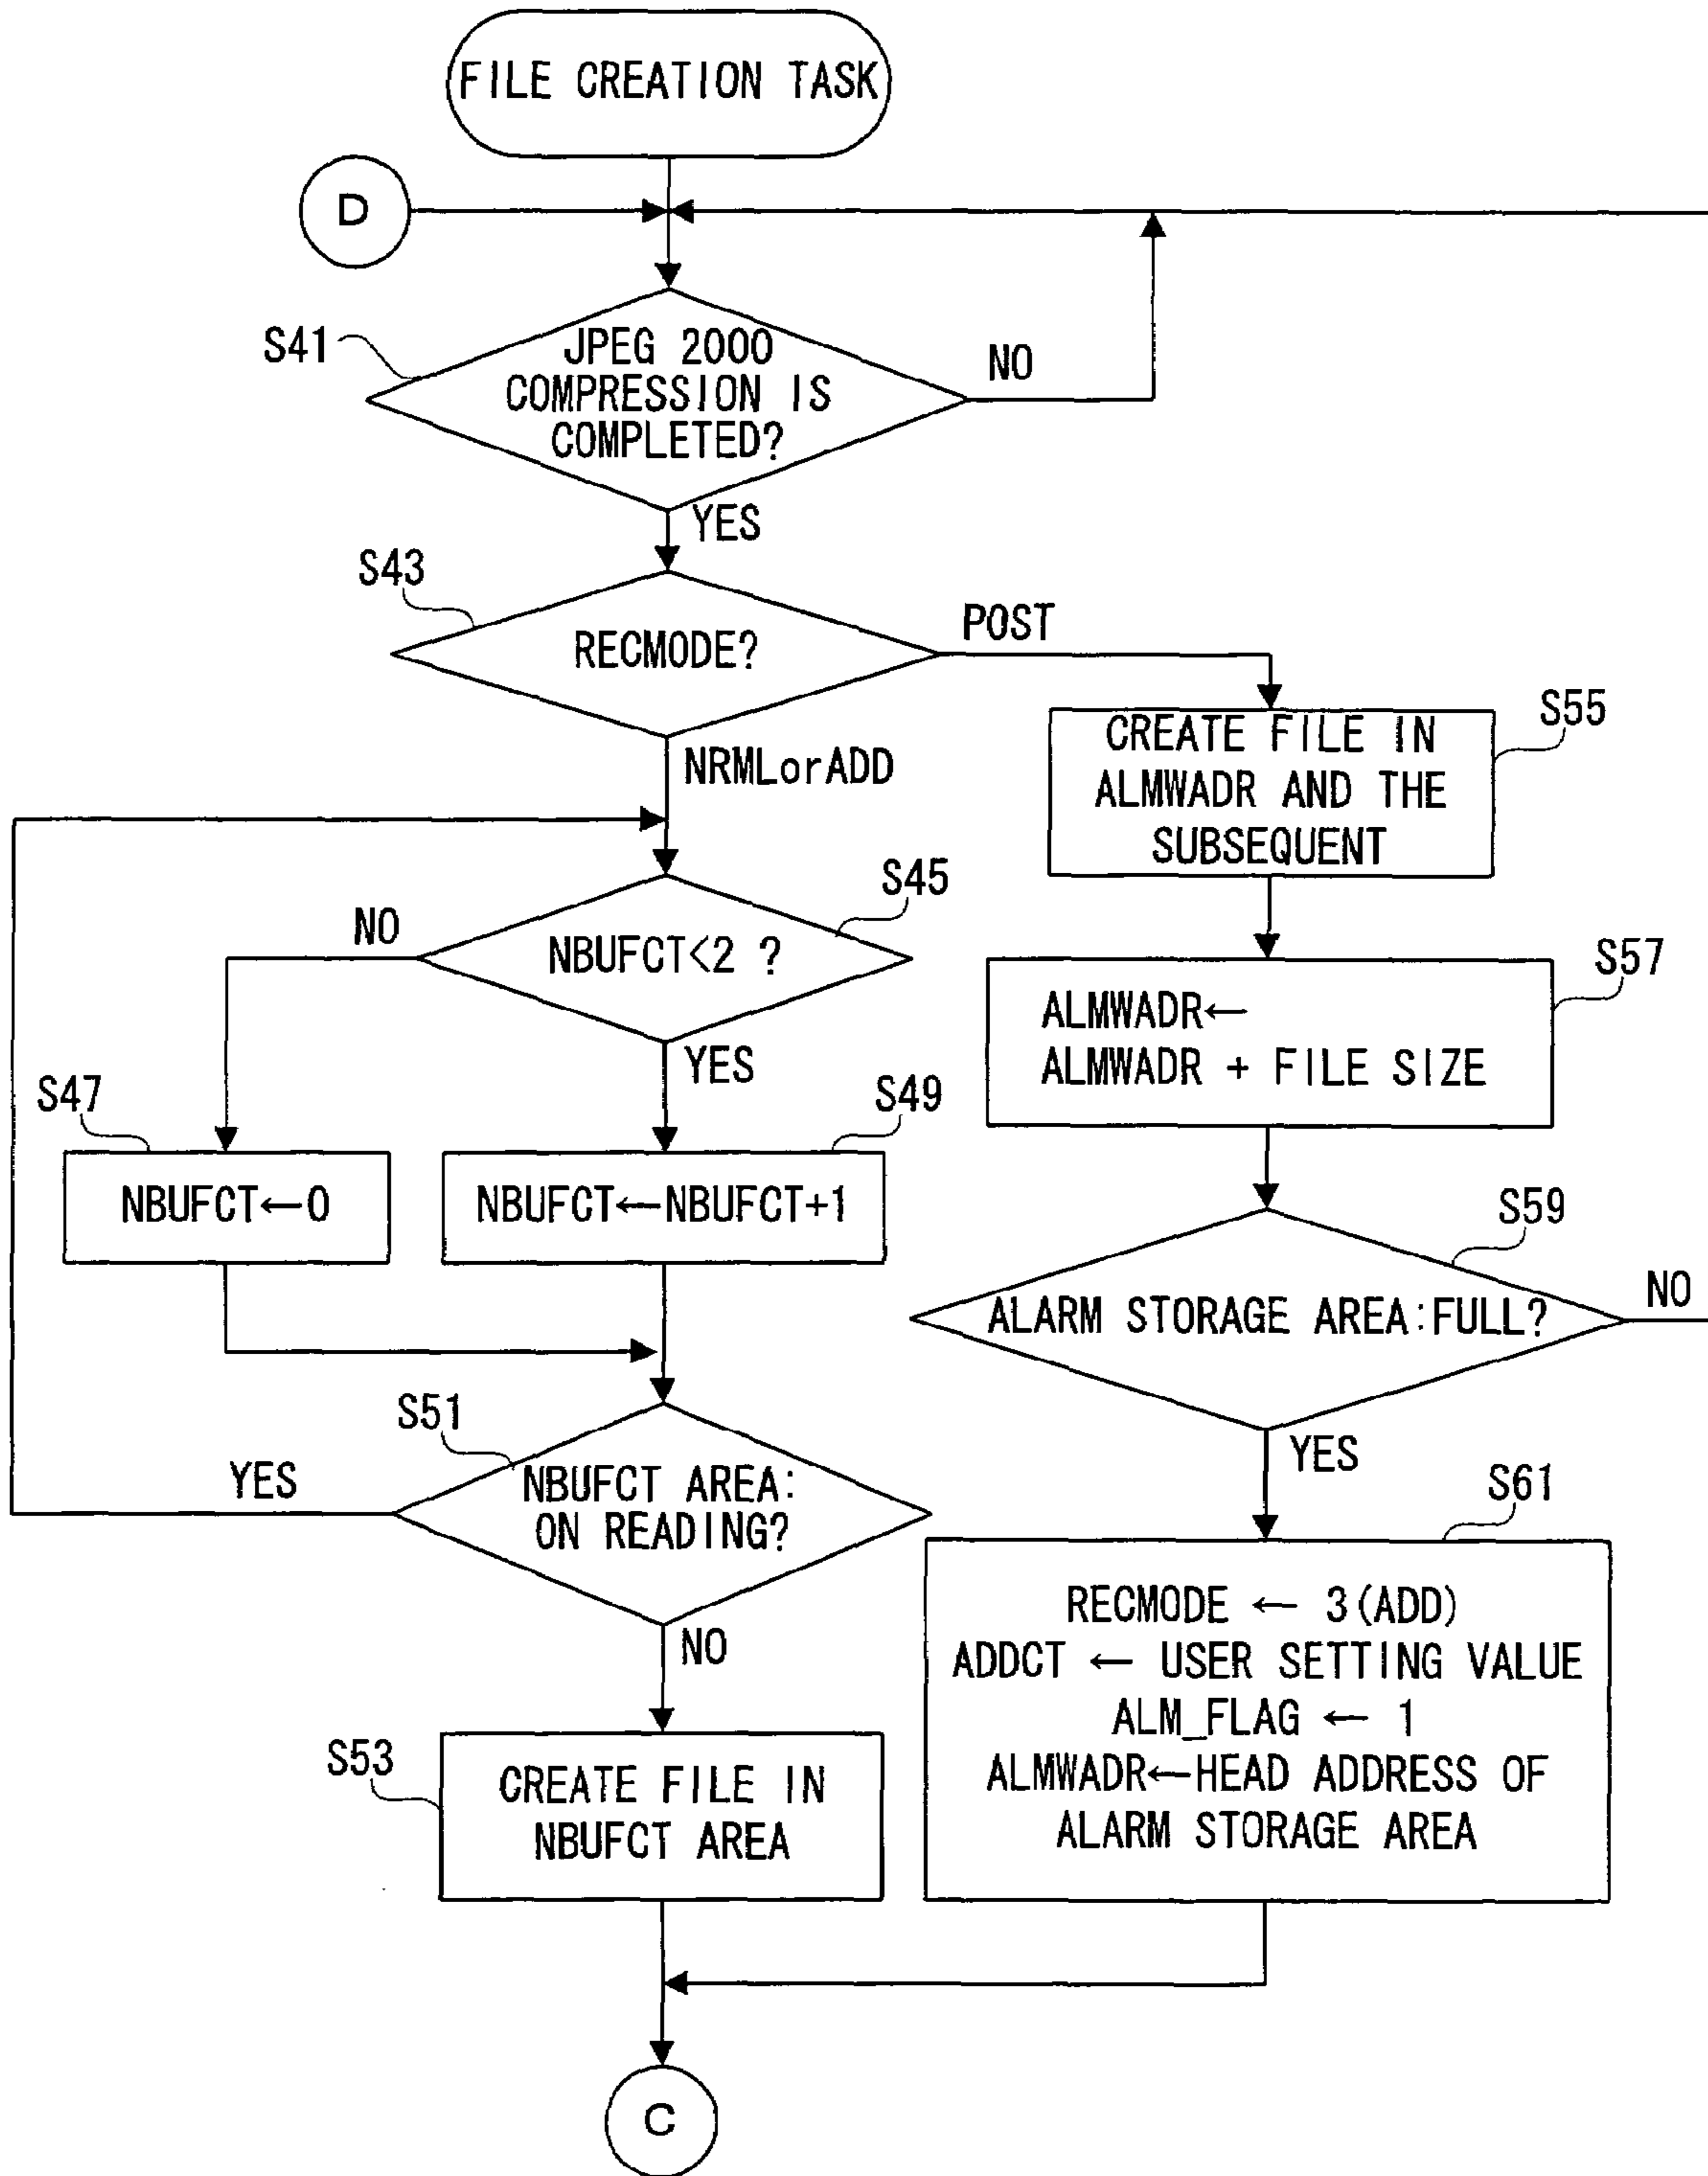 FILE CREATION TASK
D
S41
JPEG 2000
COMPRESSION IS
COMPLETED?
NO
YES
S43
RECMODE?
POST
NRMLorADD
S55
CREATE FILE IN
ALMWADR AND THE
SUBSEQUENT
S45
NBUFCT<2 ?
NO
YES
S57
ALMWADR←
ALMWADR + FILE SIZE
S47
NBUFCT←0
S49
NBUFCT←NBUFCT+1
S59
ALARM STORAGE AREA:FULL?
NO
YES
S51
NBUFCT AREA:
ON READING?
YES
NO
S61
RECMODE ← 3(ADD)
ADDCT ← USER SETTING VALUE
ALM_FLAG ← 1
ALMWADR←HEAD ADDRESS OF
ALARM STORAGE AREA
S53
CREATE FILE IN
NBUFCT AREA
C